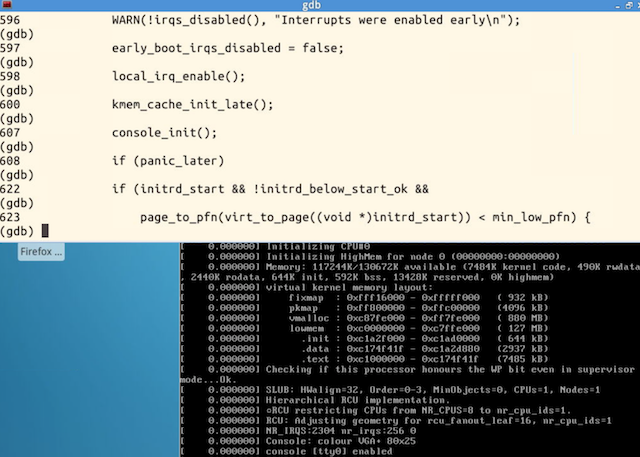 gdb
596 WARN(!irqs_disabled(), "Interrupts were enabled early\n");
(gdb)
597 early_boot_irqs_disabled = false;
(gdb)
598 local_irq_enable();
(gdb)
600 kmem_cache_init_late();
(gdb)
607 console_init();
(gdb)
608 if (panic_later)
(gdb)
622 if (initrd_start && !initrd_below_start_ok &&
(gdb)
623 page_to_pfn(virt_to_page((void *)initrd_start)) < min_low_pfn) {
(gdb)
Firefox ...
[ 0.000000] Initializing CPU#0
[ 0.000000] Initializing HighMem for node 0 (00000000:00000000)
[ 0.000000] Memory: 117244K/130672K available (7484K kernel code, 490K rwdata,
2440K rodata, 644K init, 592K bss, 13428K reserved, 0K highmem)
[ 0.000000] virtual kernel memory layout:
[ 0.000000] fixmap : 0xfff16000 - 0xfffff000 ( 932 kB)
[ 0.000000] pkmap : 0xff800000 - 0xffc00000 (4096 kB)
[ 0.000000] vmalloc : 0xc87fe000 - 0xff7fe000 ( 880 MB)
[ 0.000000] lowmem : 0xc0000000 - 0xc7ffe000 ( 127 MB)
[ 0.000000] .init : 0xc1a2f000 - 0xc1ad0000 ( 644 kB)
[ 0.000000] .data : 0xc174f41f - 0xc1a2d880 (2937 kB)
[ 0.000000] .text : 0xc1000000 - 0xc174f41f (7485 kB)
[ 0.000000] Checking if this processor honours the WP bit even in supervisor
mode...Ok.
[ 0.000000] SLUB: HWalign=32, Order=0-3, MinObjects=0, CPUs=1, Nodes=1
[ 0.000000] Hierarchical RCU implementation.
[ 0.000000] RCU restricting CPUs from NR_CPUS=8 to nr_cpu_ids=1.
[ 0.000000] RCU: Adjusting geometry for rcu_fanout_leaf=16, nr_cpu_ids=1
[ 0.000000] NR_IRQS:2304 nr_irqs:256 0
[ 0.000000] Console: colour VGA+ 80x25
[ 0.000000] console [tty0] enabled